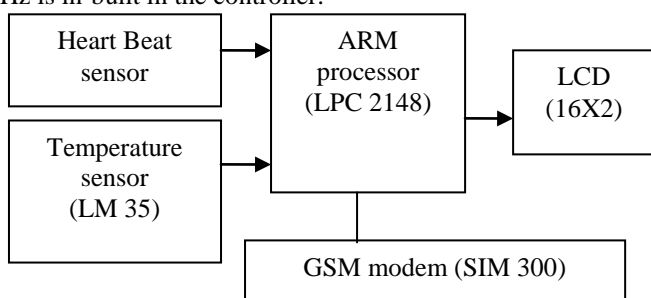 Hz is in-built in the controller.
Heart Beat
sensor
ARM
processor
(LPC 2148)
LCD
(16X2)
Temperature
sensor
(LM 35)
GSM modem (SIM 300)